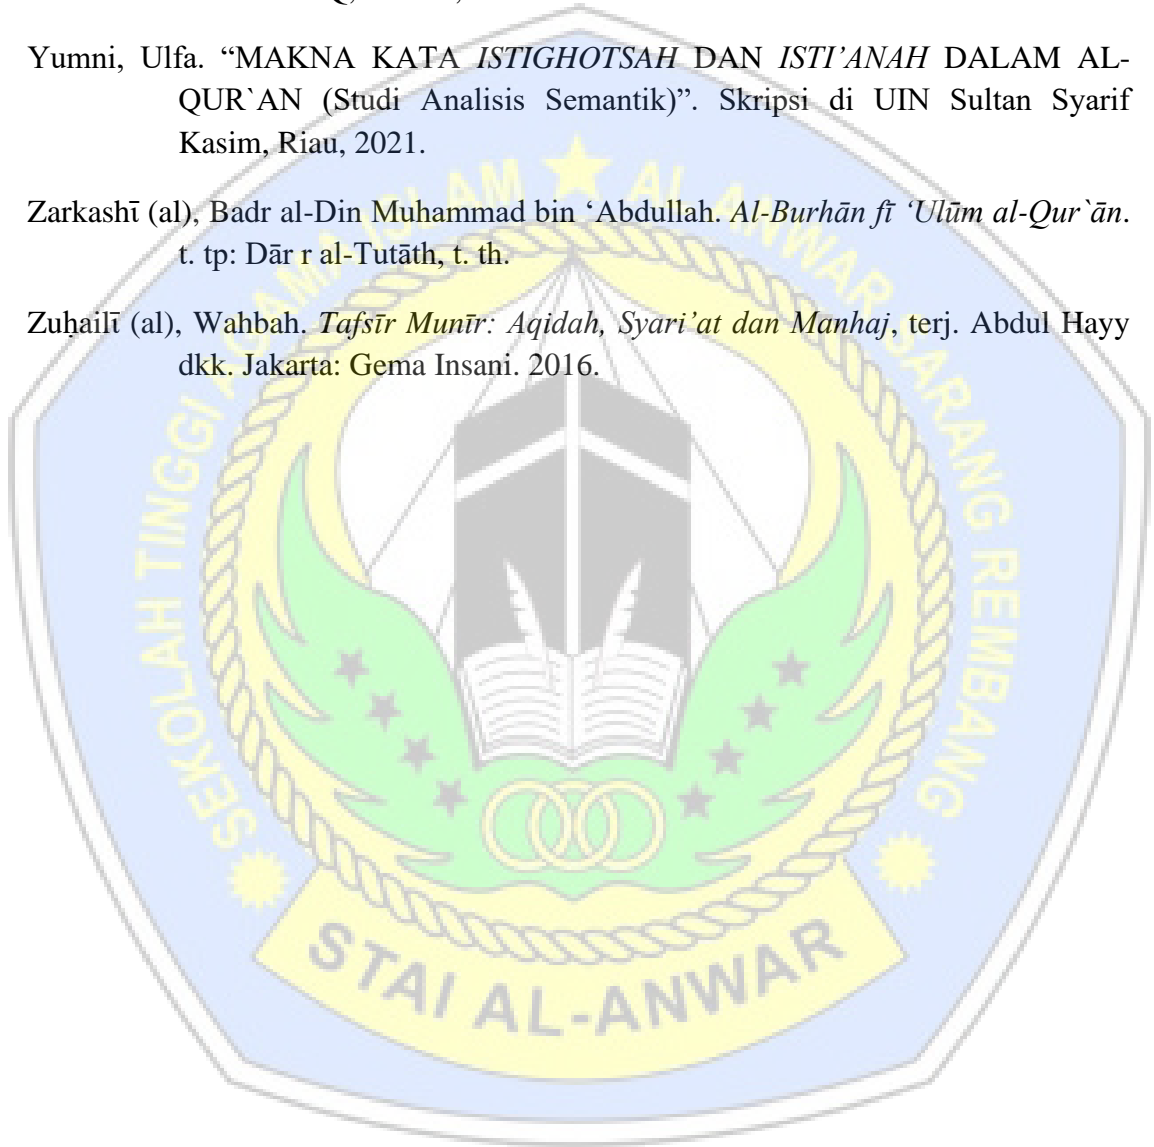 Yumni, Ulfa. “MAKNA KATA ISTIGHOTSAH DAN ISTI’ANAH DALAM AL-
QUR`AN (Studi Analisis Semantik)”. Skripsi di UIN Sultan Syarif
Kasim, Riau, 2021.
Zarkashī (al), Badr al-Din Muhammad bin ‘Abdullah. Al-Burhān fī ‘Ulūm al-Qur`ān.
t. tp: Dār r al-Tutāth, t. th.
Zuḥailī (al), Wahbah. Tafsīr Munīr: Aqidah, Syari’at dan Manhaj, terj. Abdul Hayy
dkk. Jakarta: Gema Insani. 2016.
SEKOLAH TINGGI AGAMA ISLAM AL ANWAR SARANG REMBANG
STAI AL-ANWAR